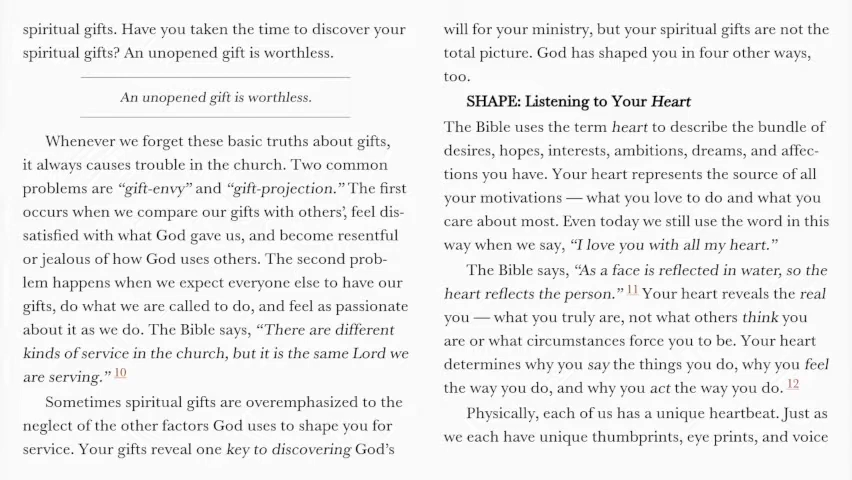 spiritual gifts. Have you taken the time to discover your
spiritual gifts? An unopened gift is worthless.
An unopened gift is worthless.
Whenever we forget these basic truths about gifts,
it always causes trouble in the church. Two common
problems are “gift-envy” and “gift-projection.” The first
occurs when we compare our gifts with others’, feel dis-
satisfied with what God gave us, and become resentful
or jealous of how God uses others. The second prob-
lem happens when we expect everyone else to have our
gifts, do what we are called to do, and feel as passionate
about it as we do. The Bible says, “There are different
kinds of service in the church, but it is the same Lord we
are serving.” 10
Sometimes spiritual gifts are overemphasized to the
neglect of the other factors God uses to shape you for
service. Your gifts reveal one key to discovering God’s
will for your ministry, but your spiritual gifts are not the
total picture. God has shaped you in four other ways,
too.
SHAPE: Listening to Your Heart
The Bible uses the term heart to describe the bundle of
desires, hopes, interests, ambitions, dreams, and affec-
tions you have. Your heart represents the source of all
your motivations — what you love to do and what you
care about most. Even today we still use the word in this
way when we say, “I love you with all my heart.”
The Bible says, “As a face is reflected in water, so the
heart reflects the person.” 11 Your heart reveals the real
you — what you truly are, not what others think you
are or what circumstances force you to be. Your heart
determines why you say the things you do, why you feel
the way you do, and why you act the way you do. 12
Physically, each of us has a unique heartbeat. Just as
we each have unique thumbprints, eye prints, and voice